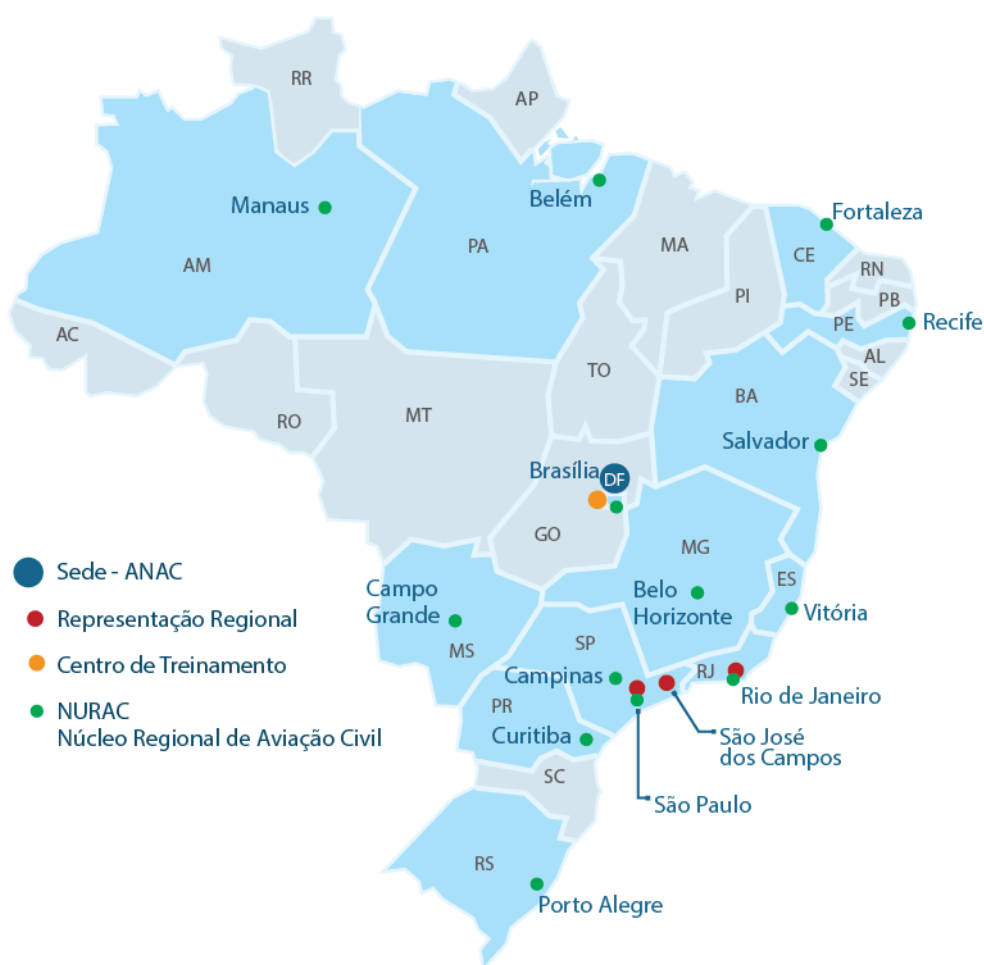 RR
AP
Manaus
Belém
Fortaleza
AM
PA
MA
CE
RN
PI
PB
AC
PE
Recife
TO
AL
SE
MT
BA
RO
Salvador
Brasília
DF
GO
MG
Sede - ANAC
Campo
Grande
ES
Belo
Horizonte
Vitória
Representação Regional
MS
SP
Centro de Treinamento
Campinas
RJ
Rio de Janeiro
PR
NURAC
Núcleo Regional de Aviação Civil
Curitiba
São José
dos Campos
SC
São Paulo
RS
Porto Alegre